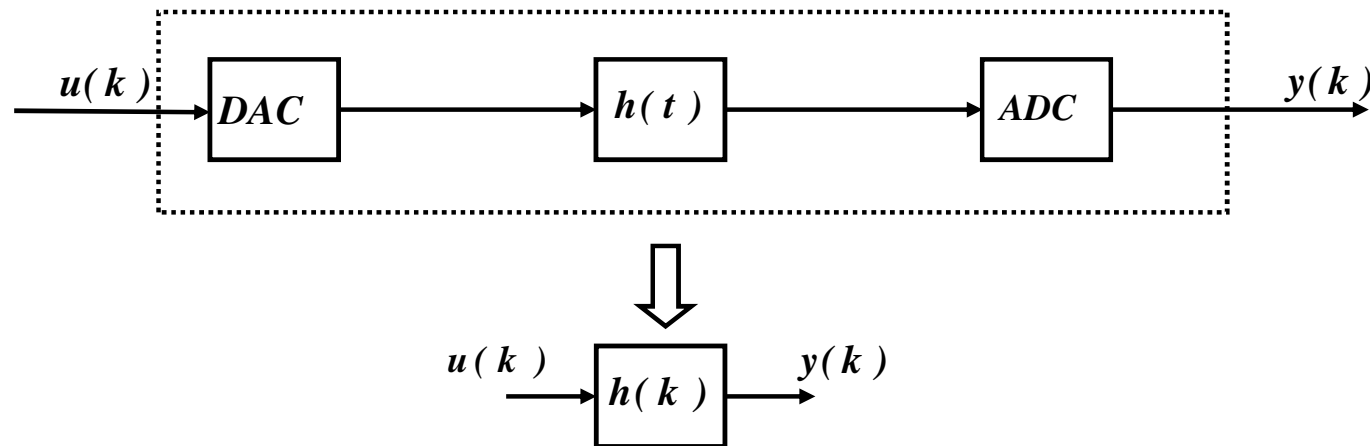 u( k )
DAC
h( t )
ADC
y( k )
u( k )
h( k )
y( k )